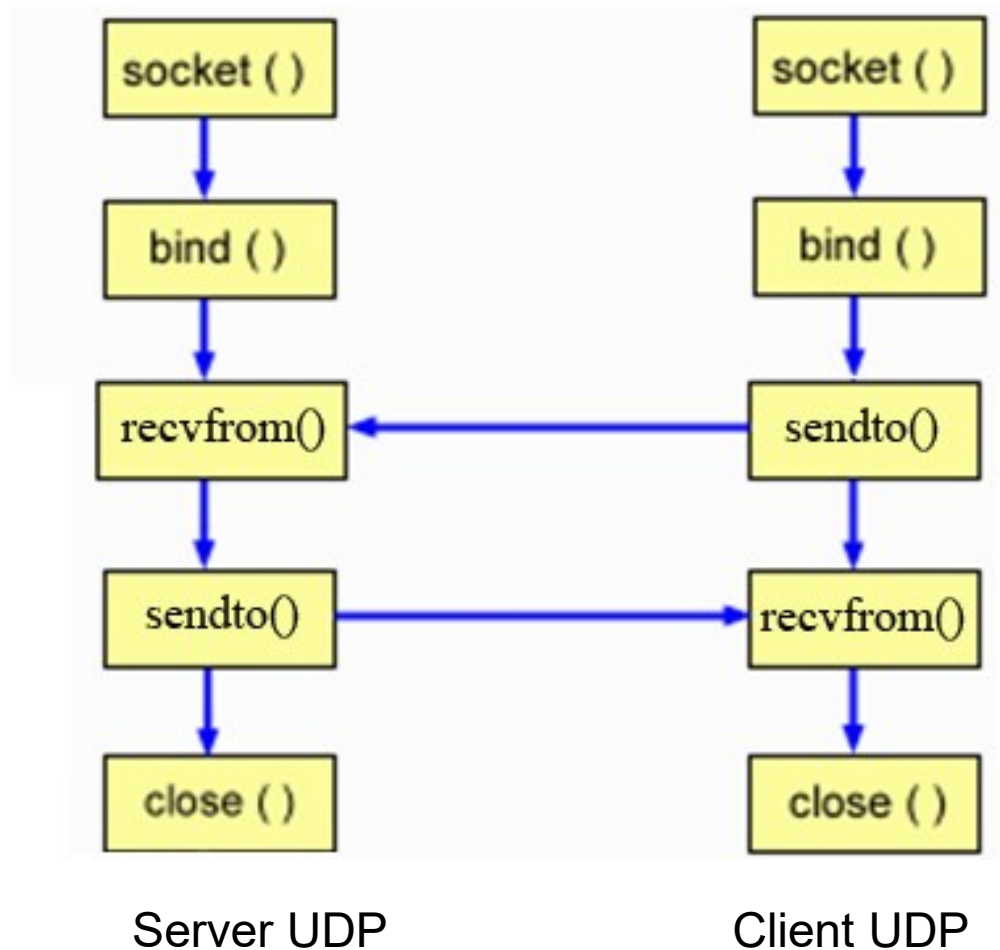 socket ( )
bind ( )
recvfrom()
sendto()
close ( )
Server UDP
socket ( )
bind ( )
sendto()
recvfrom()
close ( )
Client UDP